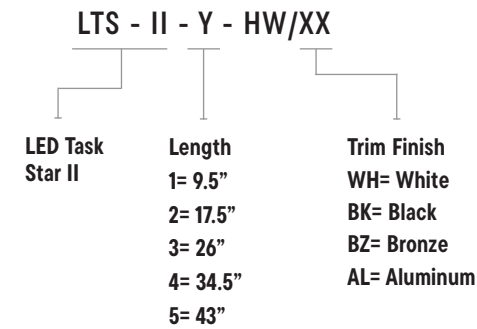 LTS - II - Y - HW/XX
LED Task
Star II
Length
1= 9.5”
2= 17.5”
3= 26”
4= 34.5”
5= 43”
Trim Finish
WH= White
BK= Black
BZ= Bronze
AL= Aluminum